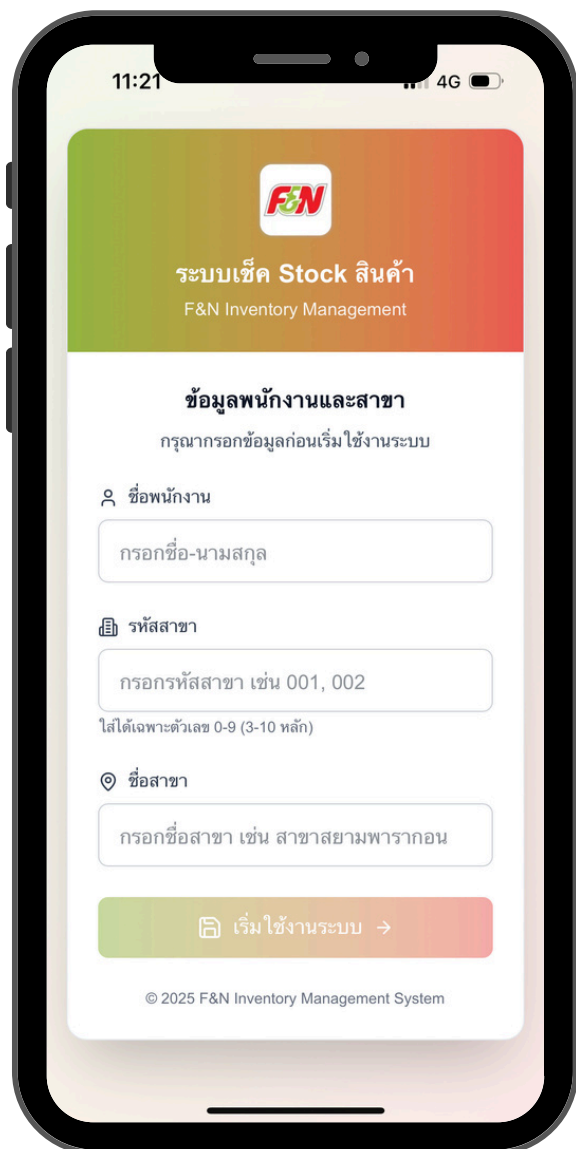 11:21
4G
F&N
ระบบเช็ค Stock สินค้า
F&N Inventory Management
ข้อมูลพนักงานและสาขา
กรุณากรอกข้อมูลก่อนเริ่มใช้งานระบบ
ชื่อพนักงาน
กรอกชื่อ-นามสกุล
รหัสสาขา
กรอกรหัสสาขา เช่น 001, 002
ใส่ได้เฉพาะตัวเลข 0-9 (3-10 หลัก)
ชื่อสาขา
กรอกชื่อสาขา เช่น สาขาสยามพารากอน
เริ่มใช้งานระบบ →
© 2025 F&N Inventory Management System